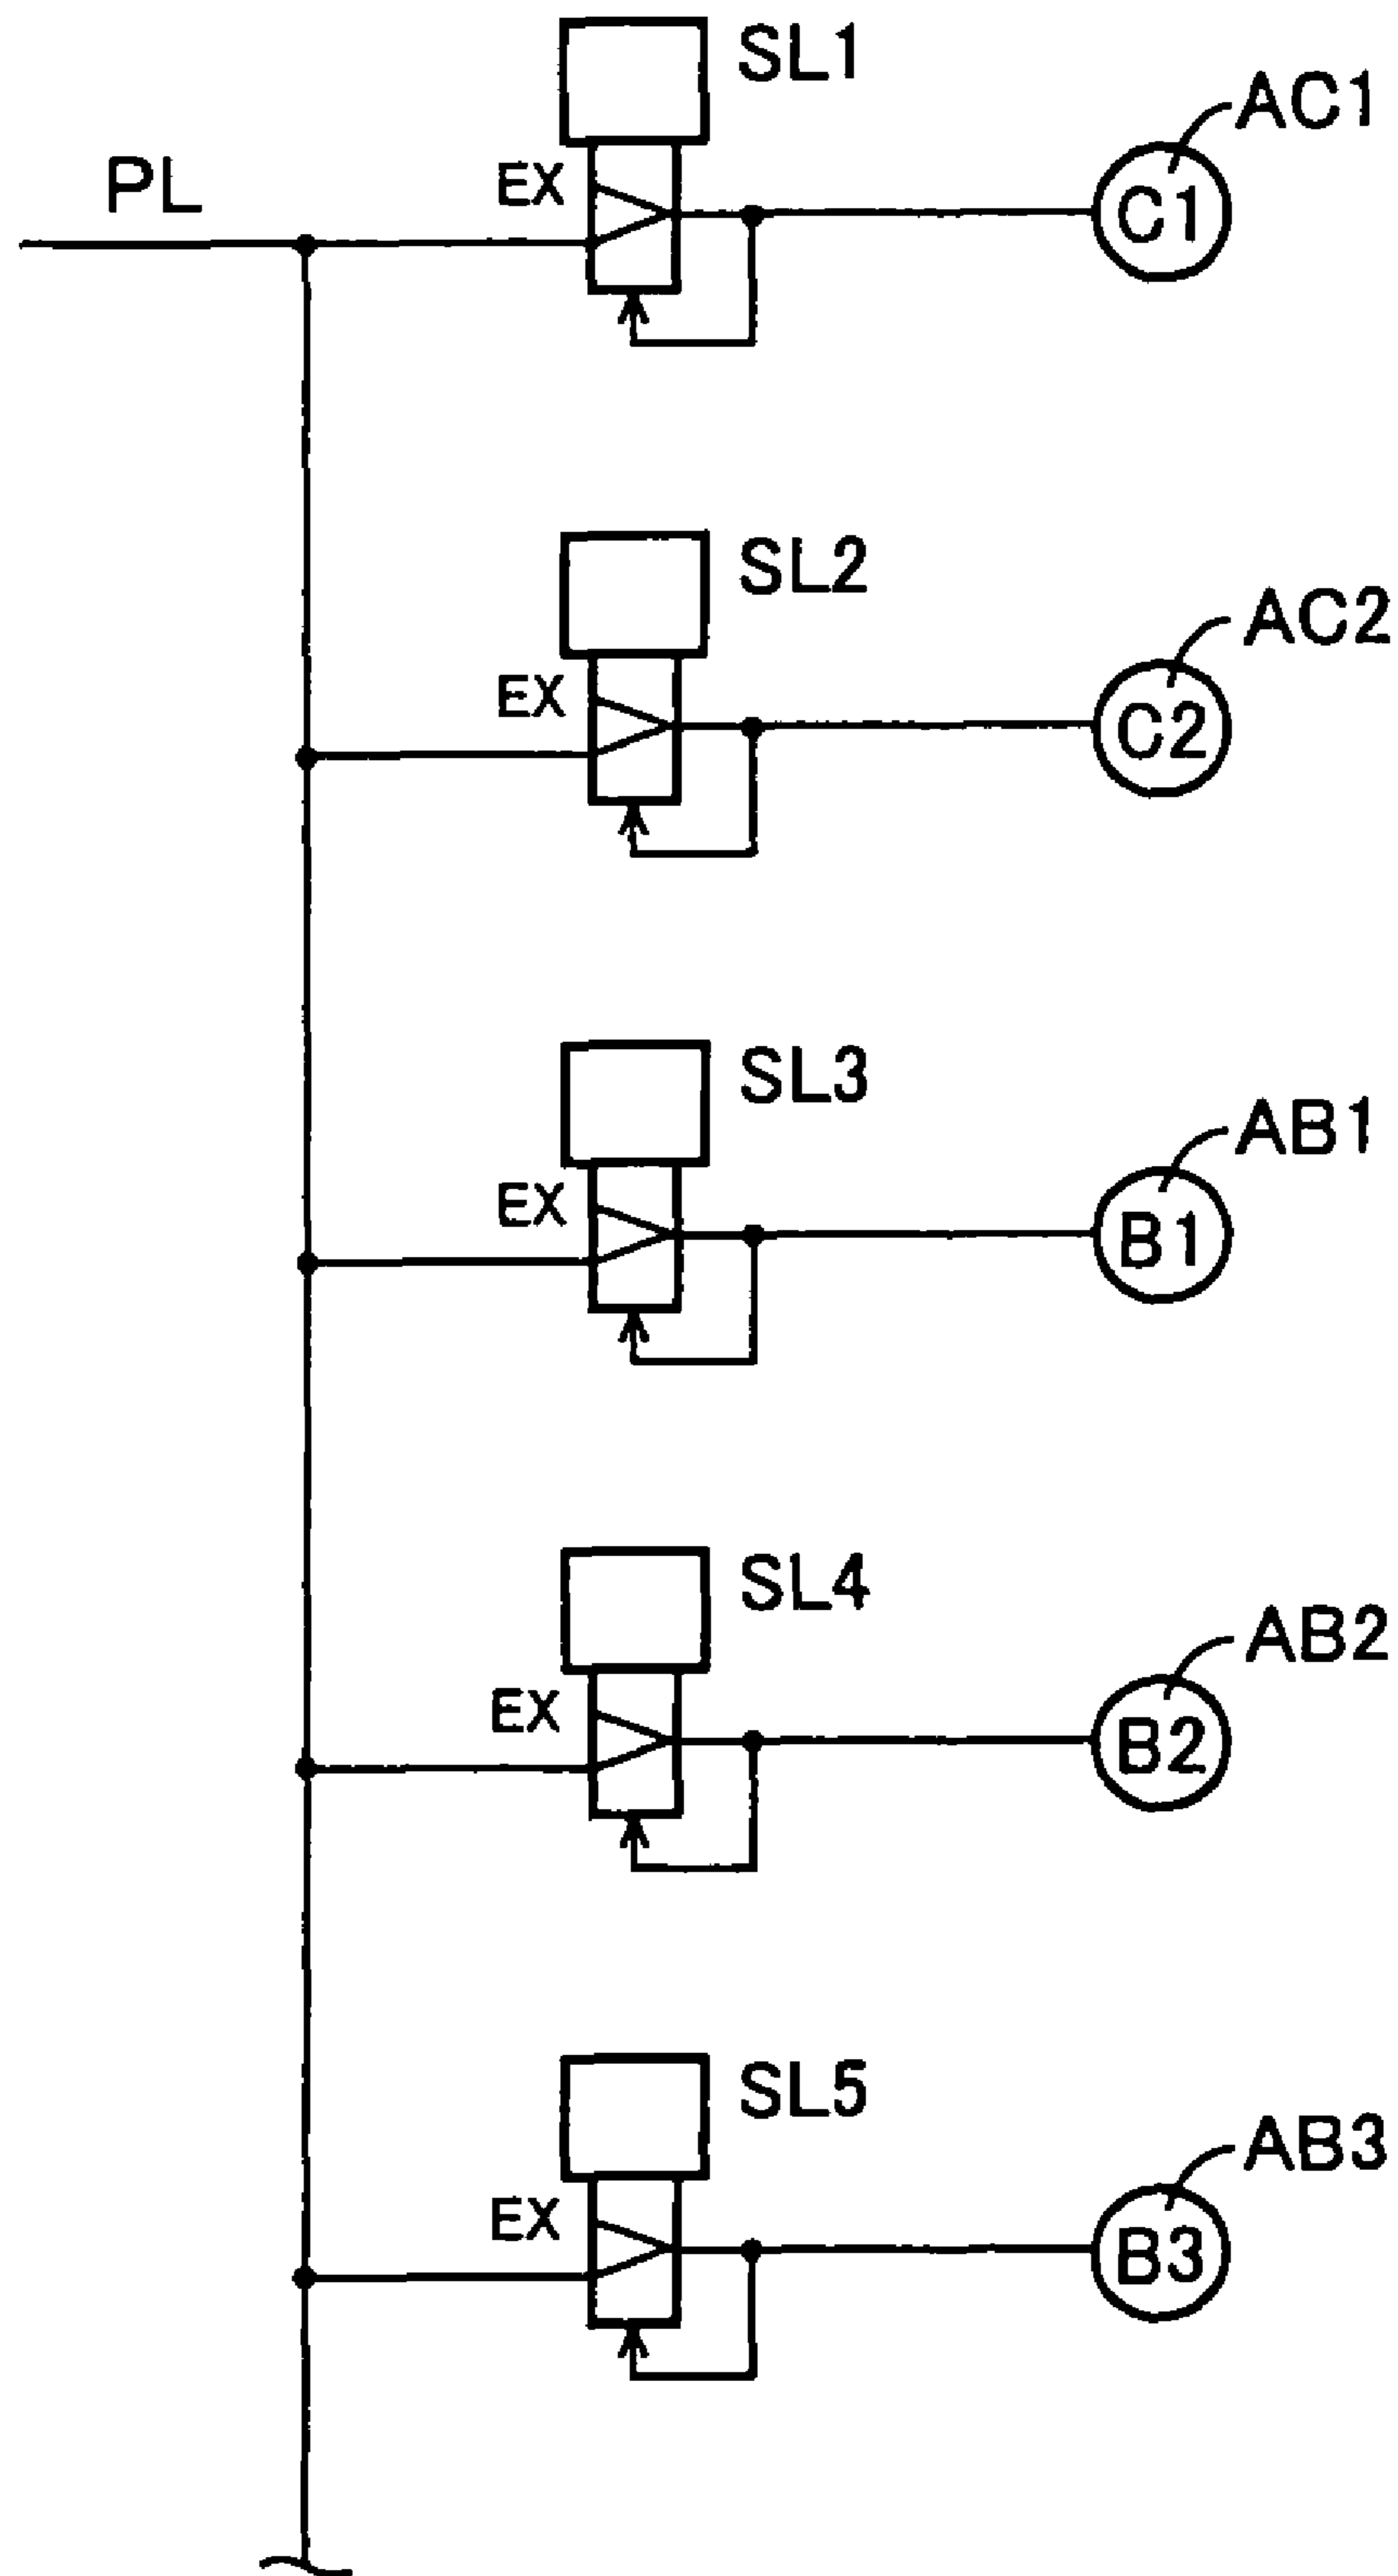 SL1
AC1
PL
EX
C1
SL2
AC2
EX
C2
SL3
AB1
EX
B1
SL4
AB2
EX
B2
SL5
AB3
EX
B3